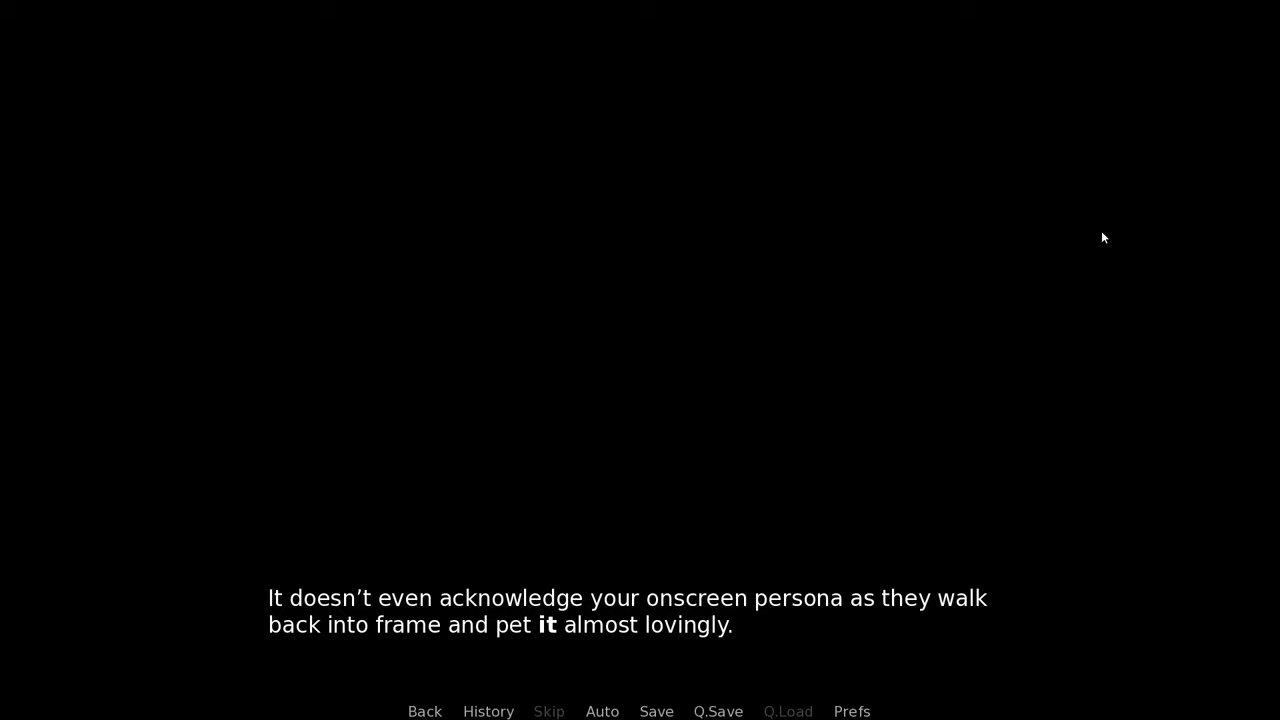 It doesn’t even acknowledge your onscreen persona as they walk
back into frame and pet it almost lovingly.
Back History Skip Auto Save Q.Save Q.Load Prefs